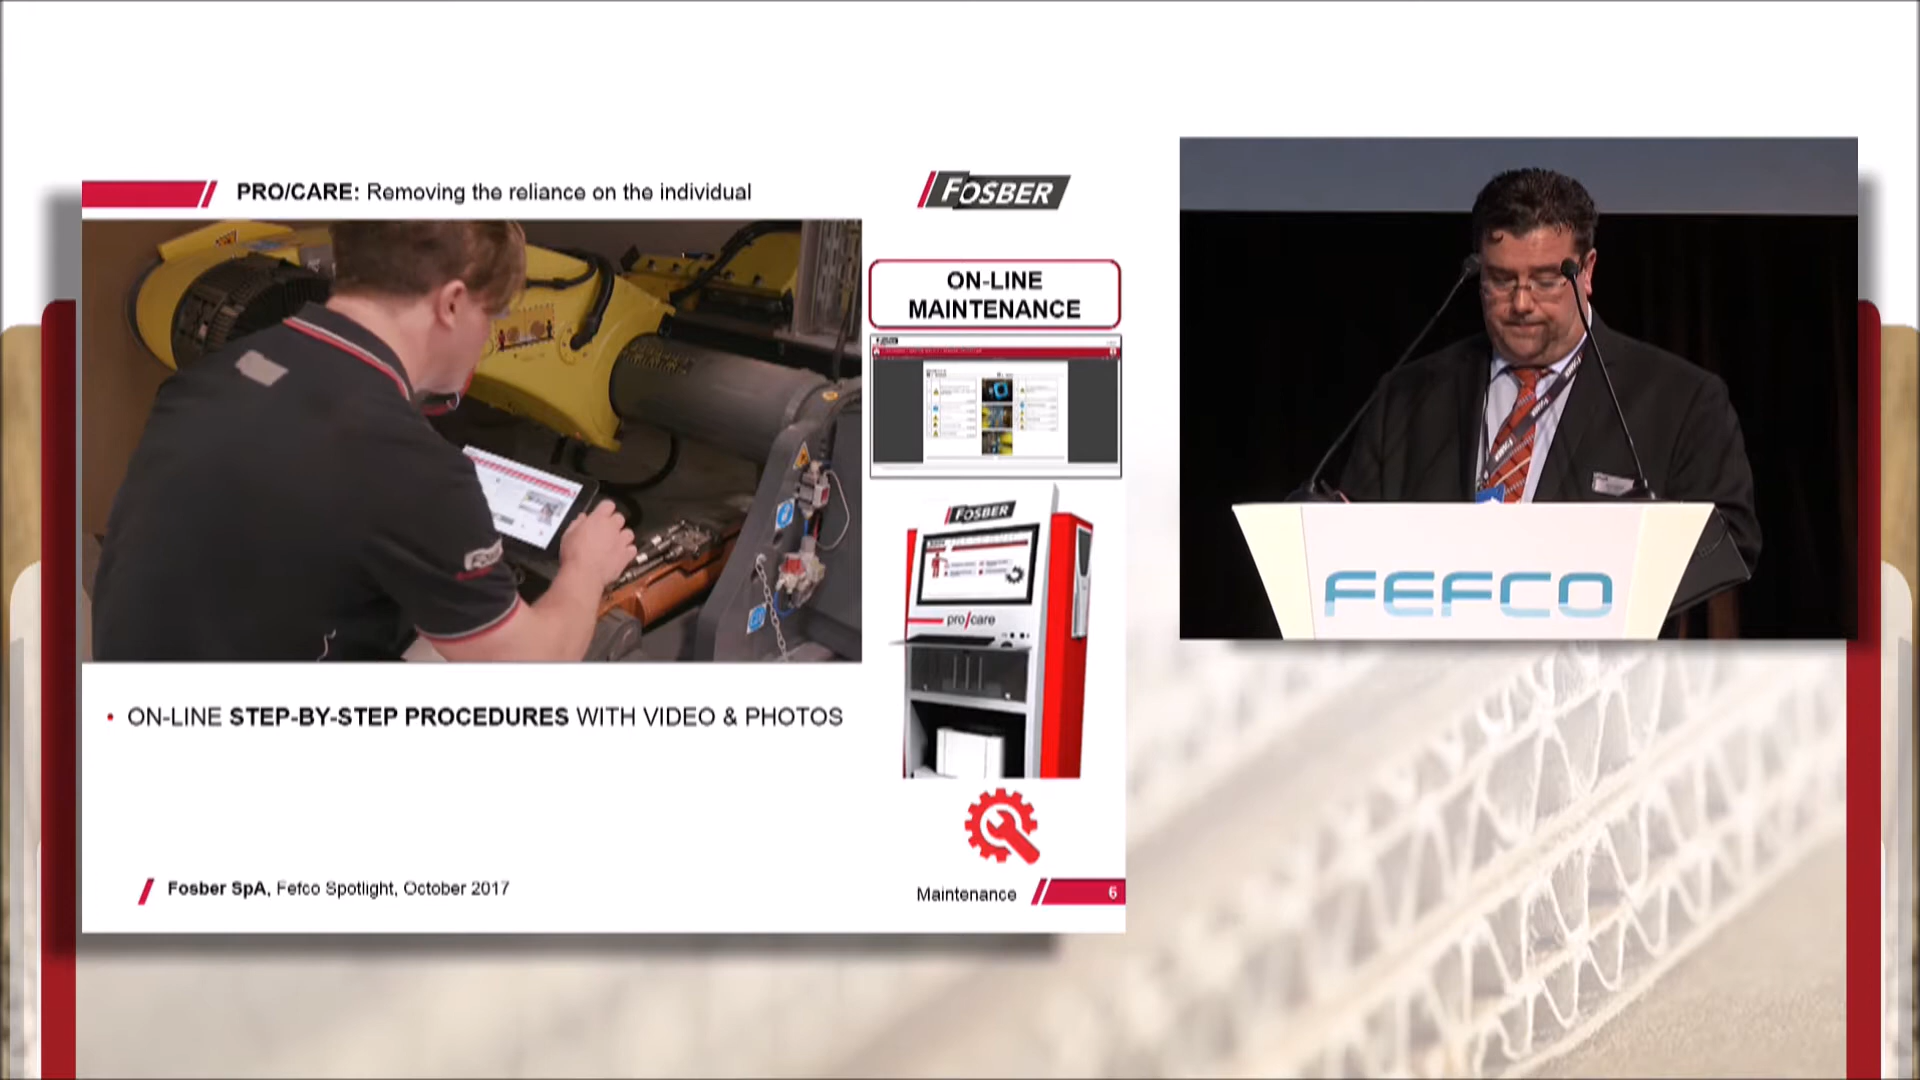 PRO/CARE: Removing the reliance on the individual
FOSBER
ON-LINE
MAINTENANCE
FOSBER
pro/care
• ON-LINE STEP-BY-STEP PROCEDURES WITH VIDEO & PHOTOS
Fosber SpA, Fefco Spotlight, October 2017
Maintenance
6
FEFCO